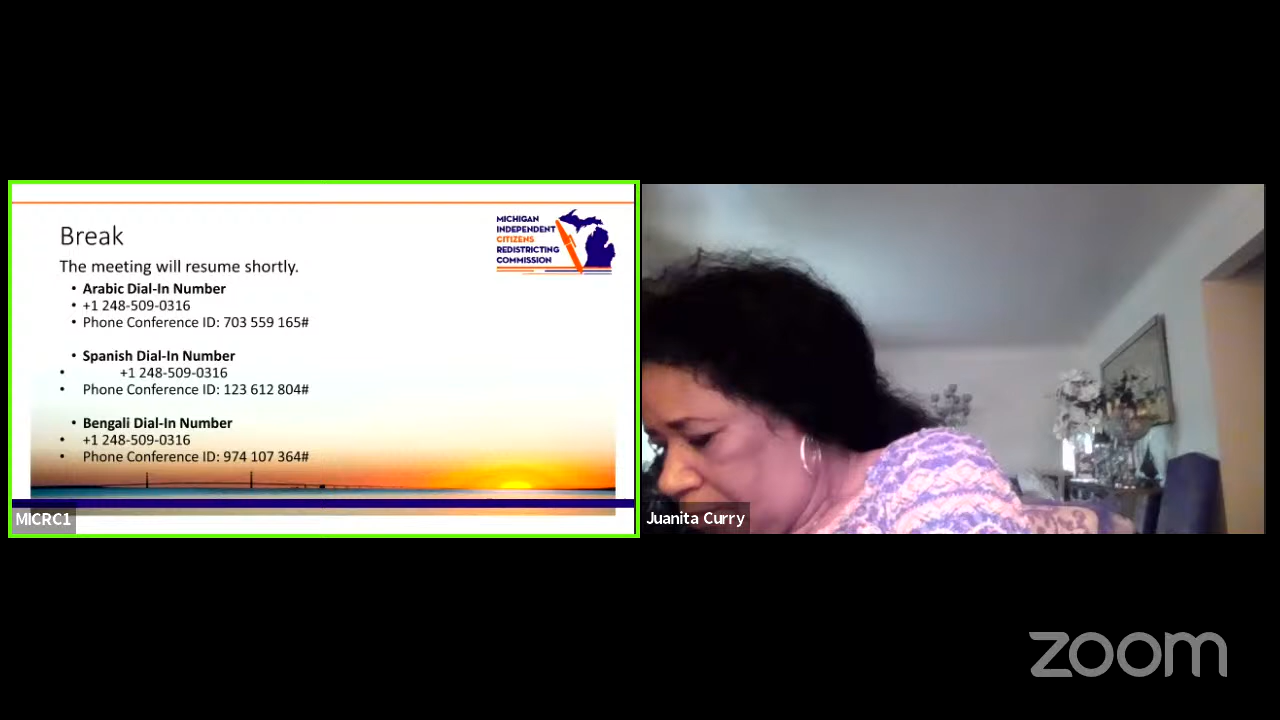 Break
The meeting will resume shortly.
• Arabic Dial-In Number
• +1 248-509-0316
• Phone Conference ID: 703 559 165#
• Spanish Dial-In Number
• +1 248-509-0316
• Phone Conference ID: 123 612 804#
• Bengali Dial-In Number
• +1 248-509-0316
• Phone Conference ID: 974 107 364#
MICHIGAN
INDEPENDENT
CITIZENS
REDISTRICTING
COMMISSION
MICRC1
Juanita Curry
zoom